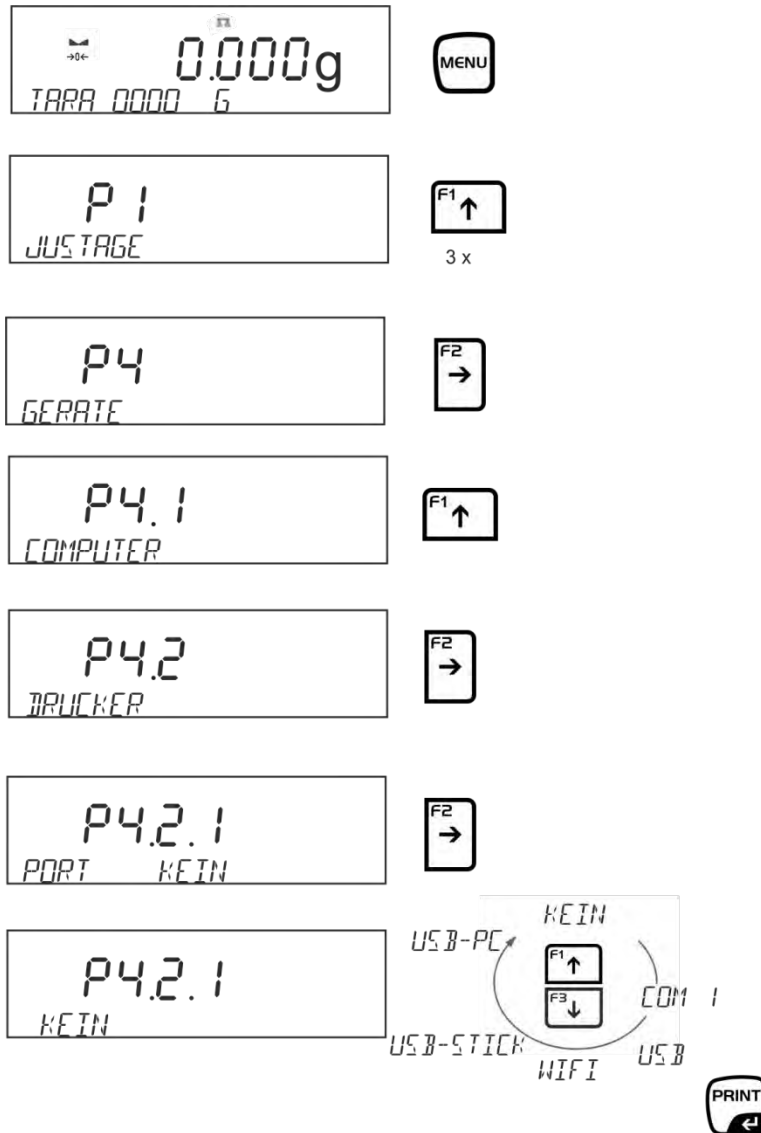 →0←
0.000g
TARA 0000 G
MENU
P1
JUSTAGE
F1 ↑
3 x
P4
GERATE
F2 →
P4.1
COMPUTER
F1 ↑
P4.2
DRUCKER
F2 →
P4.2.1
PORT KEIN
F2 →
P4.2.1
KEIN
KEIN
USB-PC
F1 ↑
F3 ↓
COM 1
USB-STICK
USB
WIFI
PRINT